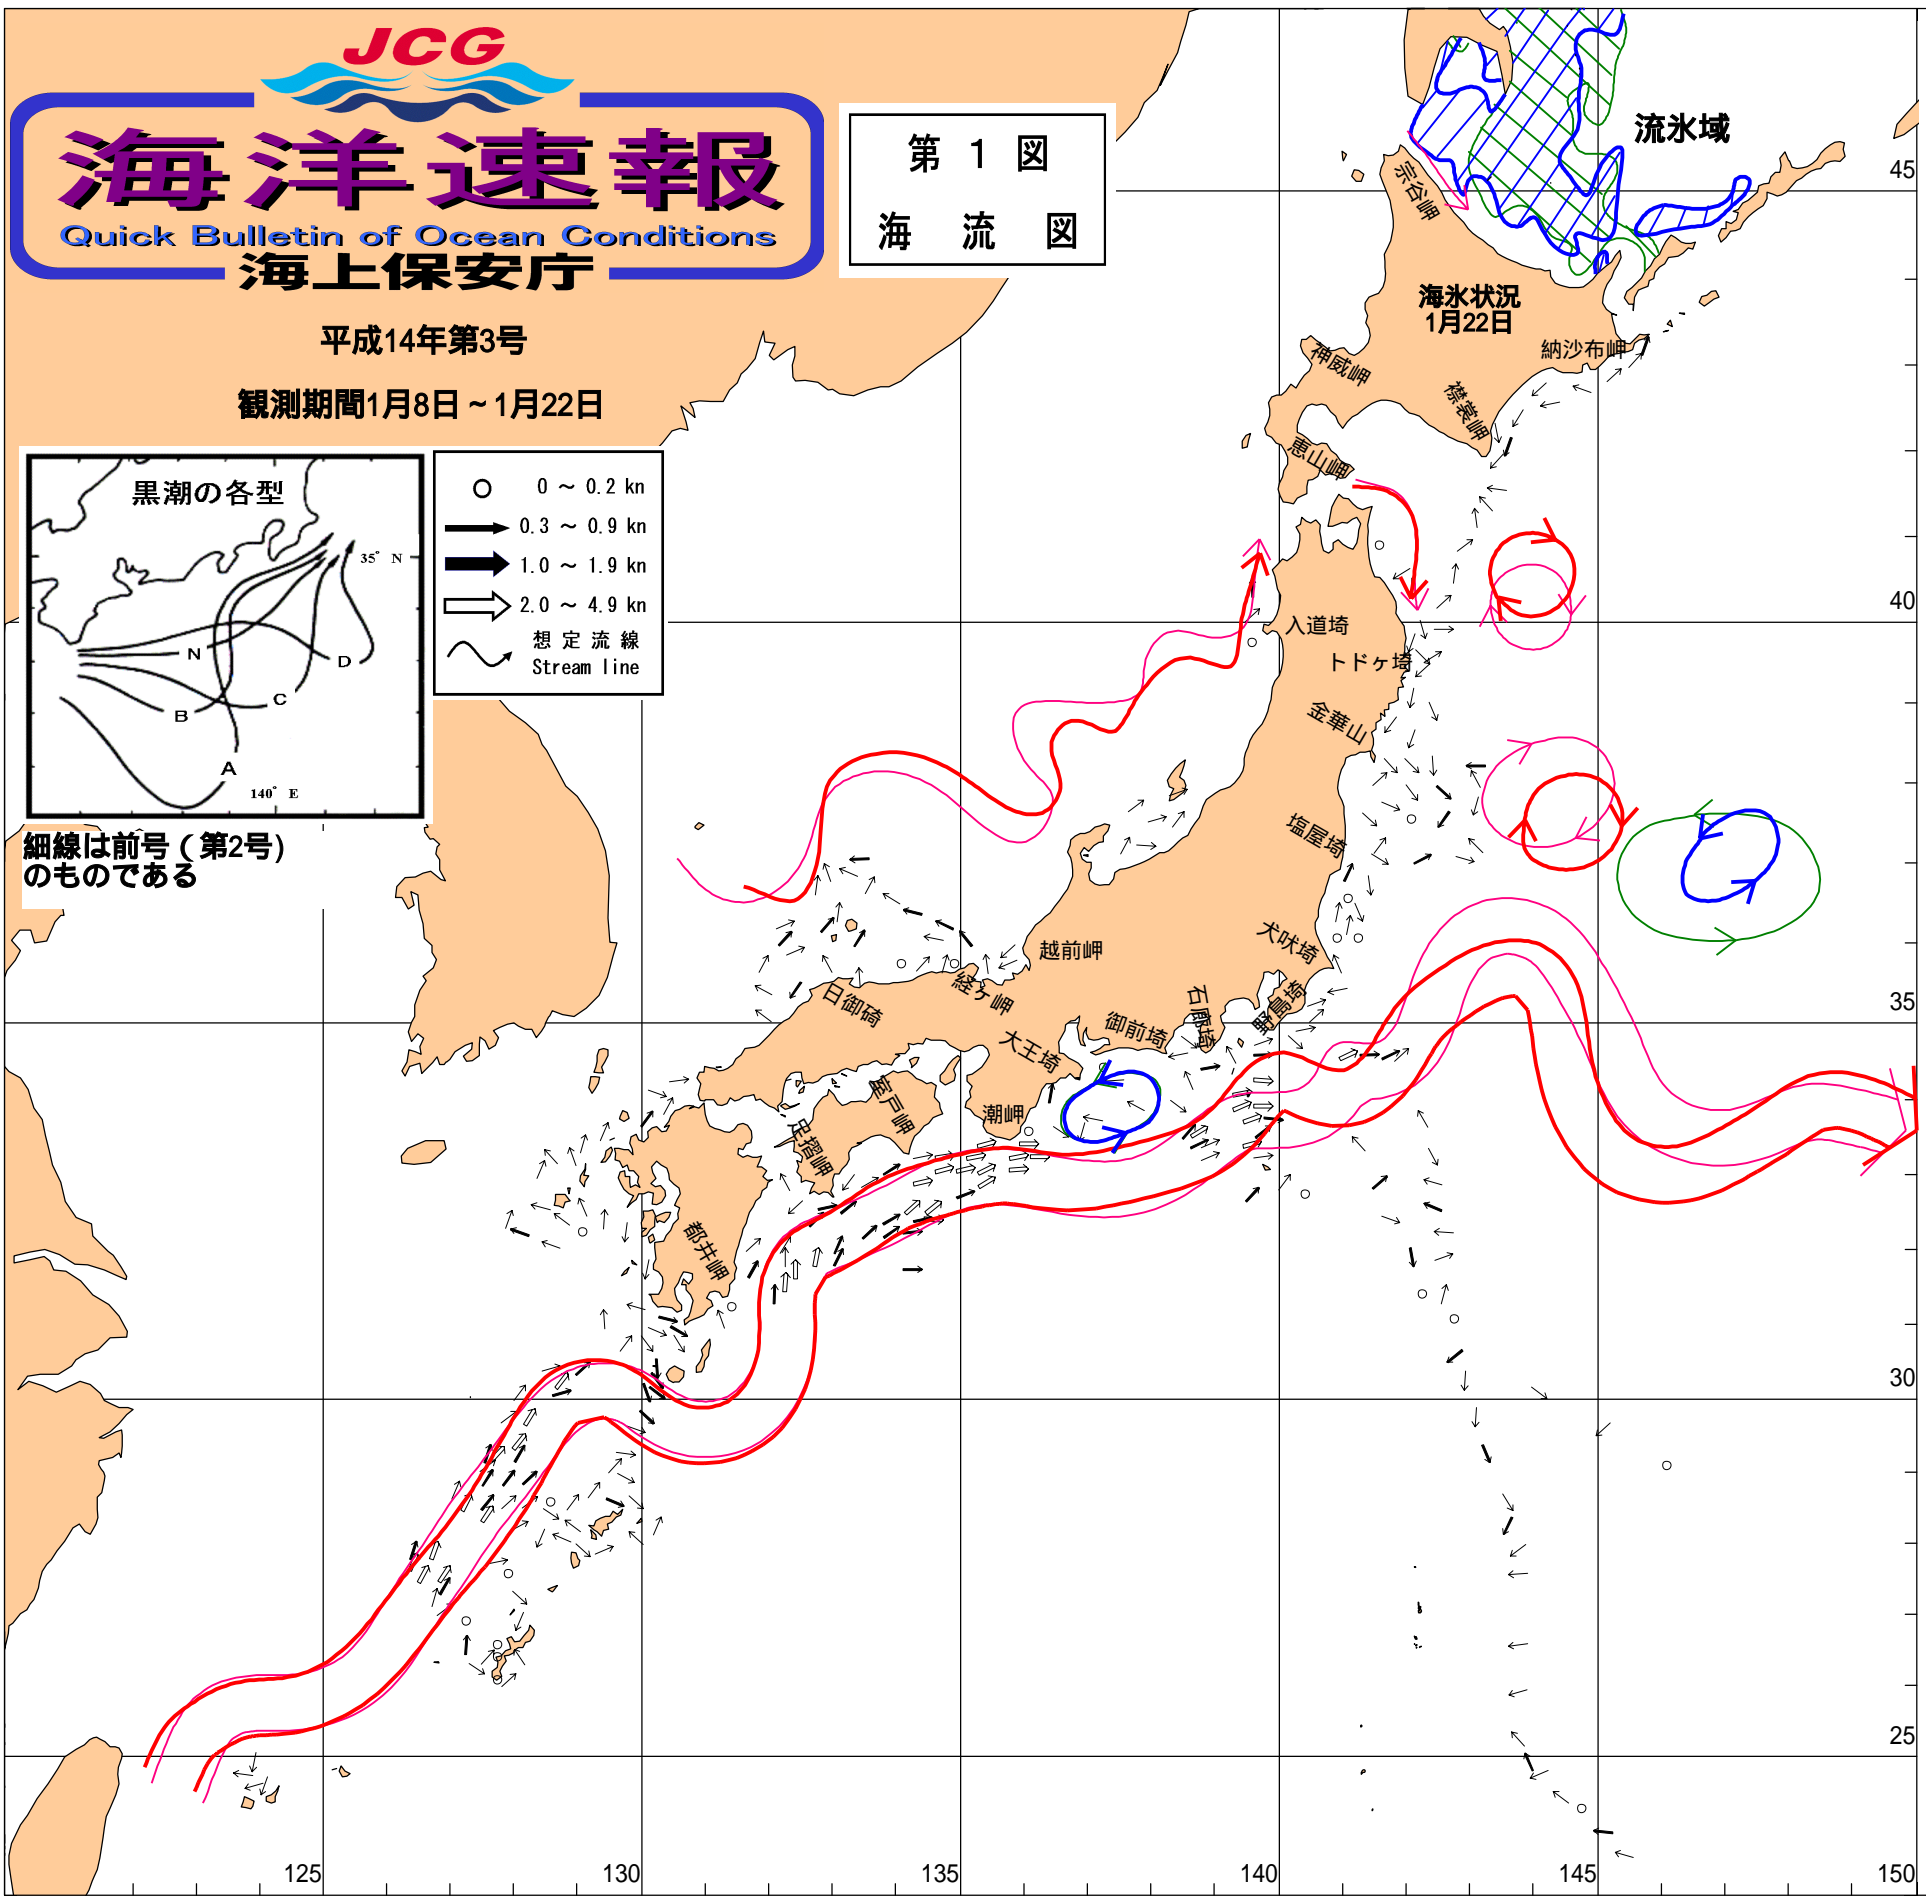 JCG
海洋速報
Quick Bulletin of Ocean Conditions
海上保安庁
平成14年第3号
観測期間1月8日～1月22日
第 1 図
海 流 図
黒潮の各型
35° N
N
D
B
C
A
140° E
0 ～ 0.2 kn
0.3 ～ 0.9 kn
1.0 ～ 1.9 kn
2.0 ～ 4.9 kn
想定流線
Stream line
細線は前号（第2号）
のものである
流氷域
宗谷岬
海氷状況
1月22日
納沙布岬
神威岬
襟裳岬
恵山岬
入道埼
トドヶ埼
金華山
塩屋埼
犬吠埼
越前岬
経ヶ岬
日御碕
石廊埼
野島埼
御前埼
大王埼
潮岬
室戸岬
足摺岬
都井岬
45
40
35
30
25
125
130
135
140
145
150